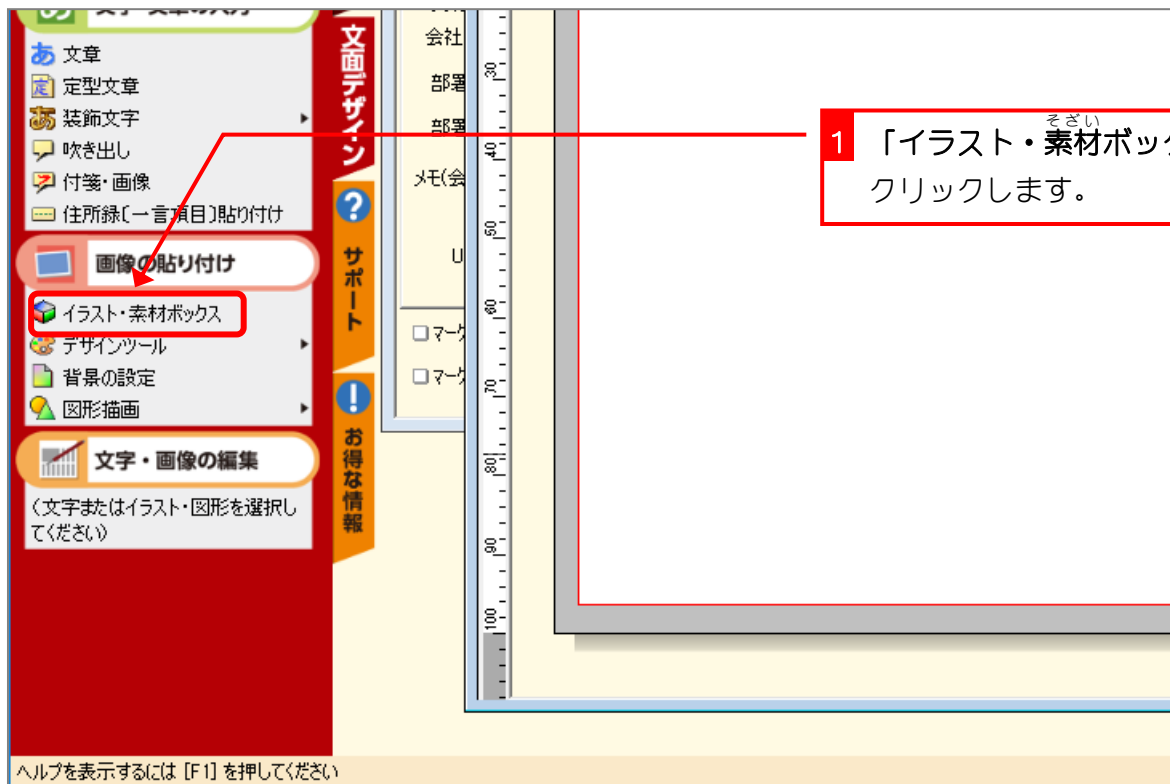 あ 文章
定 定型文章
あ 装飾文字
吹き出し
付箋・画像
住所録〔一言項目〕貼り付け
画像の貼り付け
イラスト・素材ボックス
デザインツール
背景の設定
図形描画
文字・画像の編集
(文字またはイラスト・図形を選択し
てください)
文面デザイン
?
サポート
!
お得な情報
会社
部署
部署
メモ(会
U
マーク
マーク
30
40
50
60
70
80
90
100
そざい
1 「イラスト・素材ボック
クリックします。
ヘルプを表示するには [F1] を押してください